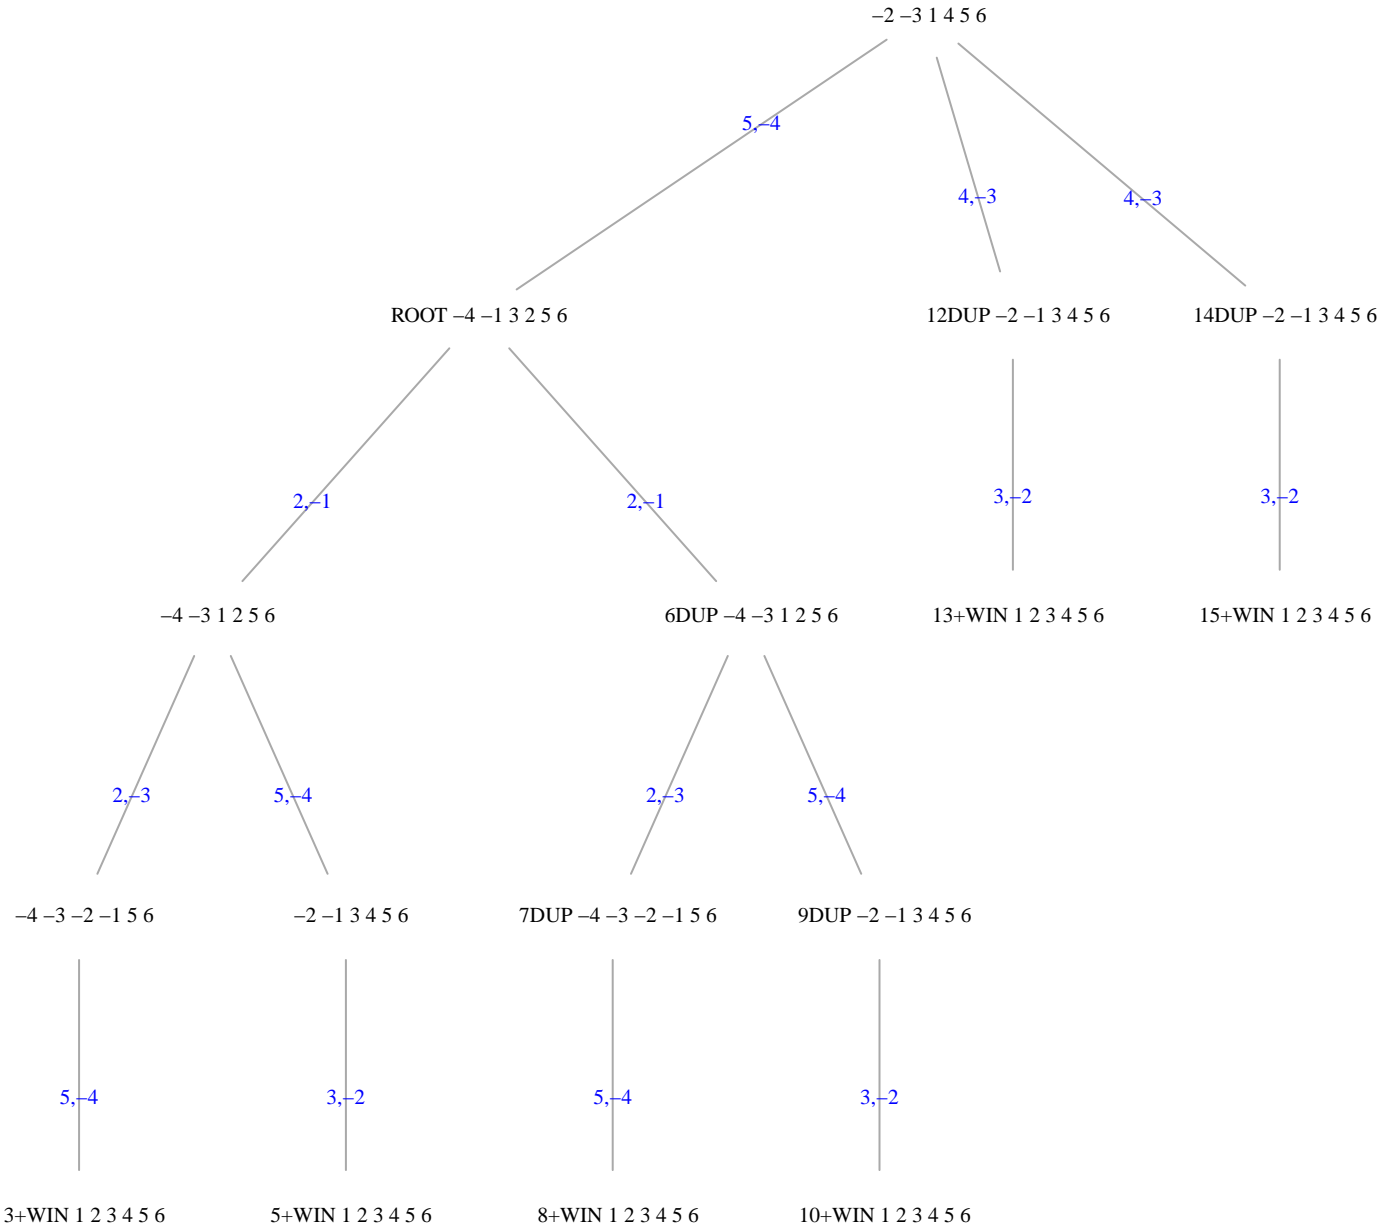 −2 −3 1 4 5 6
5,−4
4,−3
4,−3
ROOT −4 −1 3 2 5 6
12DUP −2 −1 3 4 5 6
14DUP −2 −1 3 4 5 6
2,−1
2,−1
3,−2
3,−2
−4 −3 1 2 5 6
6DUP −4 −3 1 2 5 6
13+WIN 1 2 3 4 5 6
15+WIN 1 2 3 4 5 6
2,−3
5,−4
2,−3
5,−4
−4 −3 −2 −1 5 6
−2 −1 3 4 5 6
7DUP −4 −3 −2 −1 5 6
9DUP −2 −1 3 4 5 6
5,−4
3,−2
5,−4
3,−2
3+WIN 1 2 3 4 5 6
5+WIN 1 2 3 4 5 6
8+WIN 1 2 3 4 5 6
10+WIN 1 2 3 4 5 6